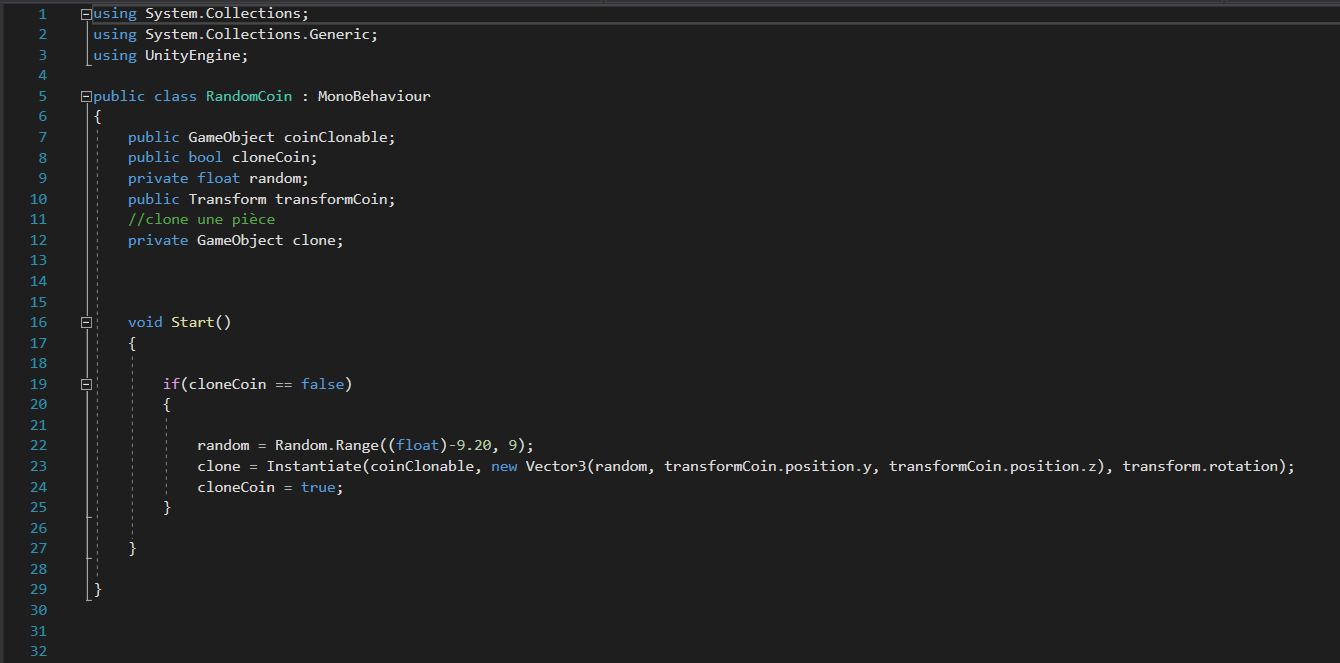 1 using System.Collections;
2 using System.Collections.Generic;
3 using UnityEngine;
4
5 public class RandomCoin : MonoBehaviour
6 {
7 public GameObject coinClonable;
8 public bool cloneCoin;
9 private float random;
10 public Transform transformCoin;
11 //clone une pièce
12 private GameObject clone;
13
14
15
16 void Start()
17 {
18
19 if(cloneCoin == false)
20 {
21
22 random = Random.Range((float)-9.20, 9);
23 clone = Instantiate(coinClonable, new Vector3(random, transformCoin.position.y, transformCoin.position.z), transform.rotation);
24 cloneCoin = true;
25 }
26
27 }
28
29 }
30
31
32